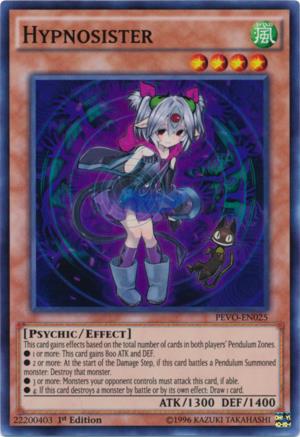 HYPNOSISTER
風
PEVO-EN025
[PSYCHIC/EFFECT]
This card gains effects based on the total number of cards in both players' Pendulum Zones.
● 1 or more: This card gains 800 ATK and DEF.
● 2 or more: At the start of the Damage Step, if this card battles a Pendulum Summoned
monster: Destroy that monster.
● 3 or more: Monsters your opponent controls must attack this card, if able.
● 4: If this card destroys a monster by battle or by its own effect: Draw 1 card.
ATK/1300 DEF/1400
22200403 1st Edition ©1996 KAZUKI TAKAHASHI